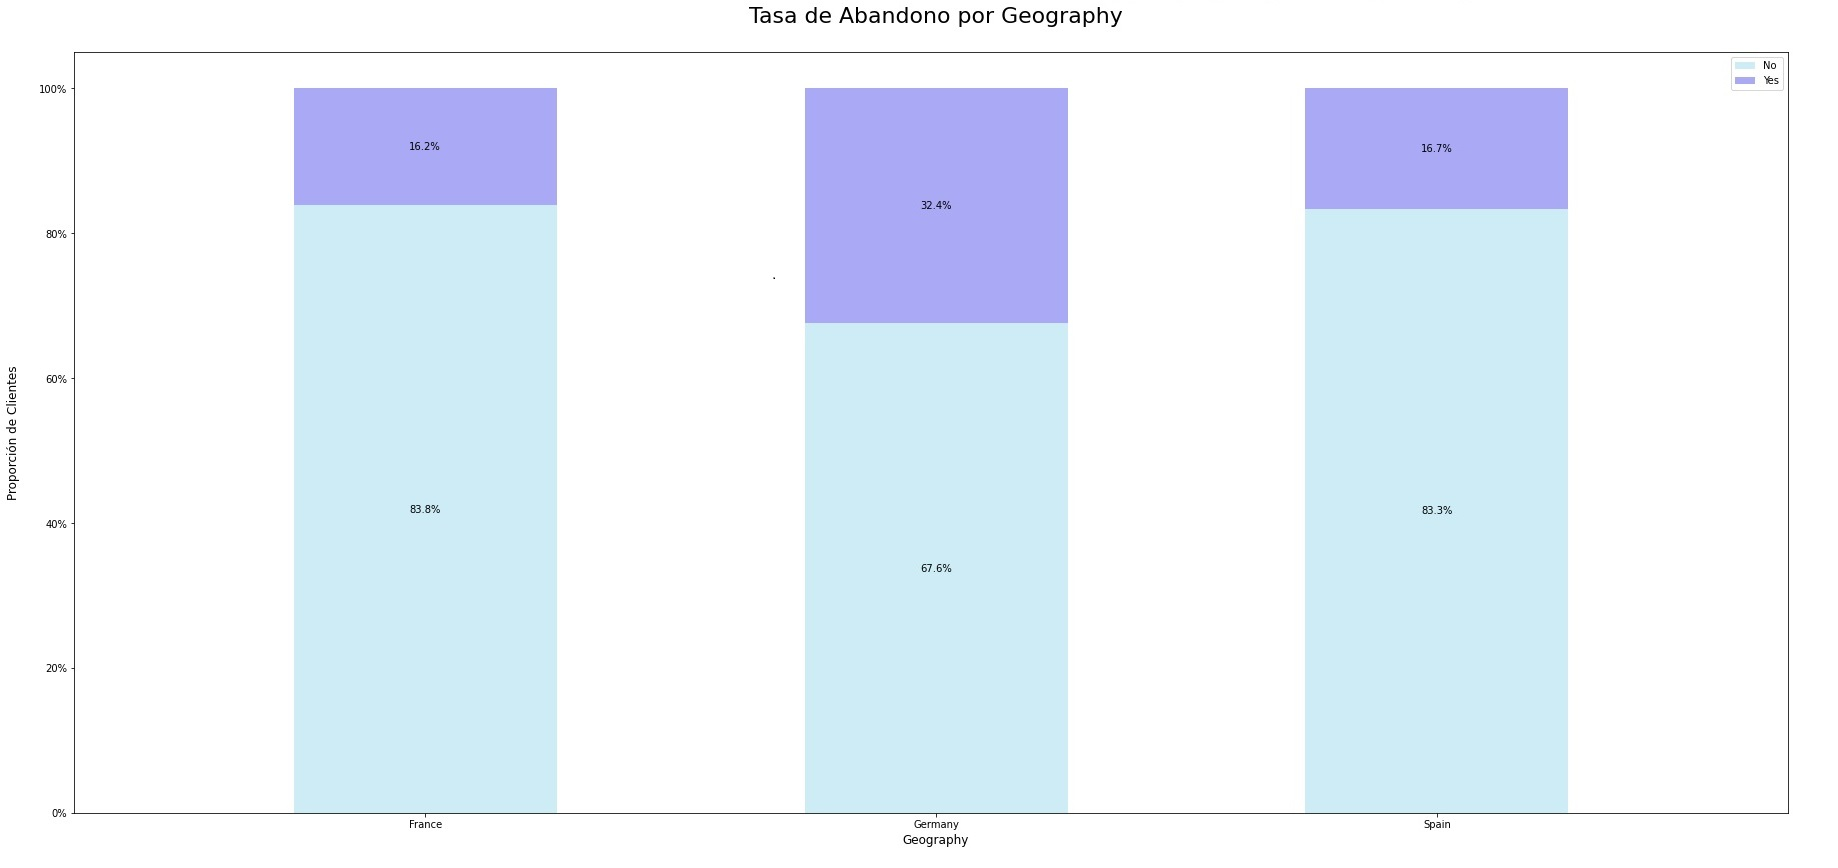 Tasa de Abandono por Geography
No
Yes
100%
80%
60%
40%
20%
0%
Proporción de Clientes
16.2%
32.4%
16.7%
83.8%
67.6%
83.3%
France
Germany
Spain
Geography